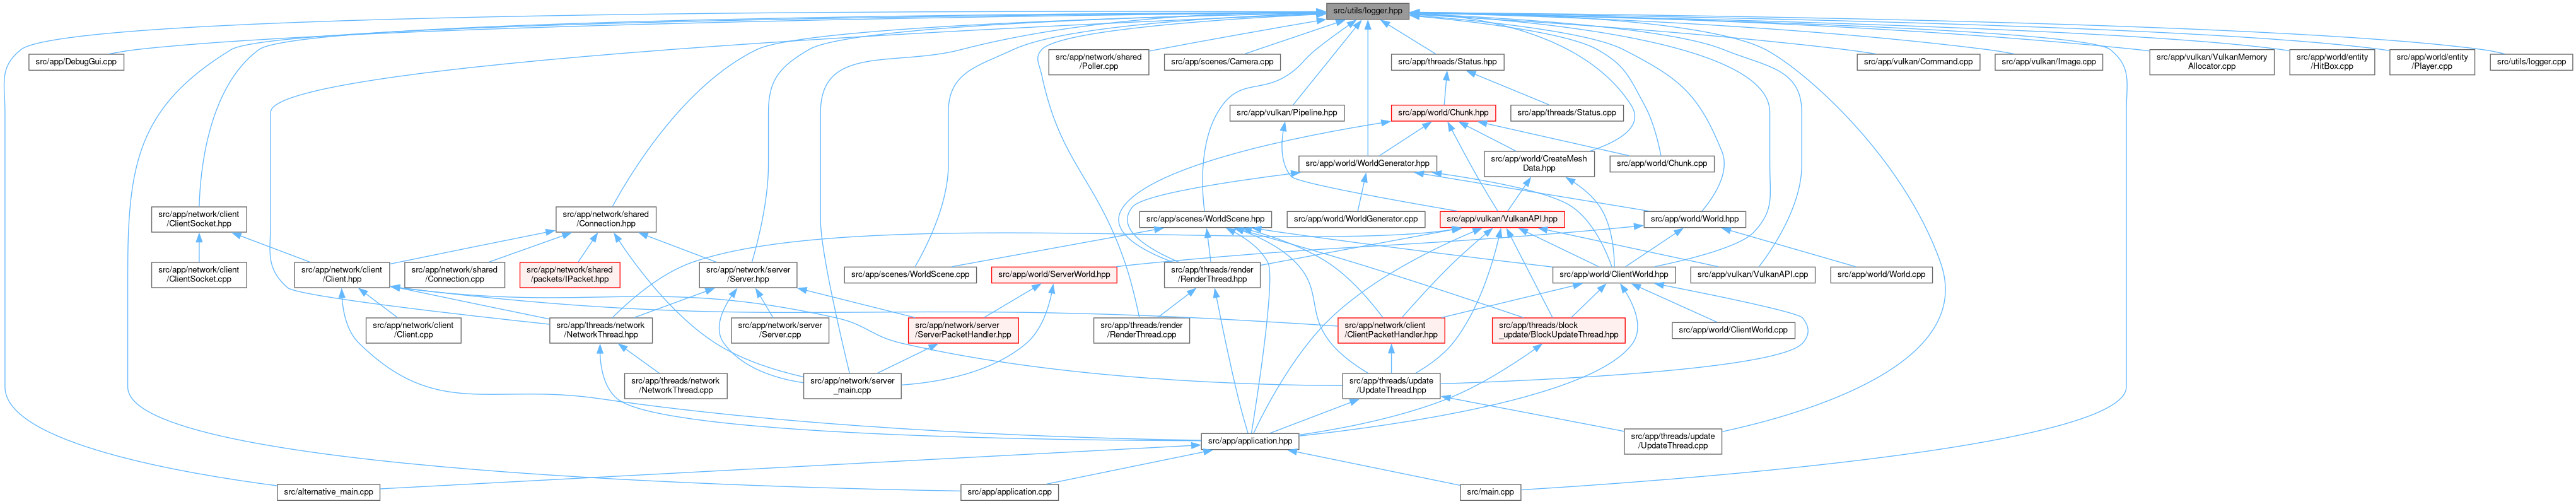 src/utils/logger.hpp
src/app/DebugGui.cpp
src/app/network/shared
/Poller.cpp
src/app/scenes/Camera.cpp
src/app/threads/Status.hpp
src/app/vulkan/Command.cpp
src/app/vulkan/Image.cpp
src/app/vulkan/VulkanMemory
Allocator.cpp
src/app/world/entity
/HitBox.cpp
src/app/world/entity
/Player.cpp
src/utils/logger.cpp
src/app/vulkan/Pipeline.hpp
src/app/world/Chunk.hpp
src/app/threads/Status.cpp
src/app/world/WorldGenerator.hpp
src/app/world/CreateMesh
Data.hpp
src/app/world/Chunk.cpp
src/app/network/client
/ClientSocket.hpp
src/app/network/shared
/Connection.hpp
src/app/scenes/WorldScene.hpp
src/app/world/WorldGenerator.cpp
src/app/vulkan/VulkanAPI.hpp
src/app/world/World.hpp
src/app/network/client
/ClientSocket.cpp
src/app/network/client
/Client.hpp
src/app/network/shared
/Connection.cpp
src/app/network/shared
/packets/IPacket.hpp
src/app/network/server
/Server.hpp
src/app/scenes/WorldScene.cpp
src/app/world/ServerWorld.hpp
src/app/threads/render
/RenderThread.hpp
src/app/world/ClientWorld.hpp
src/app/vulkan/VulkanAPI.cpp
src/app/world/World.cpp
src/app/network/client
/Client.cpp
src/app/threads/network
/NetworkThread.hpp
src/app/network/server
/Server.cpp
src/app/network/server
/ServerPacketHandler.hpp
src/app/threads/render
/RenderThread.cpp
src/app/network/client
/ClientPacketHandler.hpp
src/app/threads/block
_update/BlockUpdateThread.hpp
src/app/world/ClientWorld.cpp
src/app/threads/network
/NetworkThread.cpp
src/app/network/server
_main.cpp
src/app/threads/update
/UpdateThread.hpp
src/app/application.hpp
src/app/threads/update
/UpdateThread.cpp
src/alternative_main.cpp
src/app/application.cpp
src/main.cpp